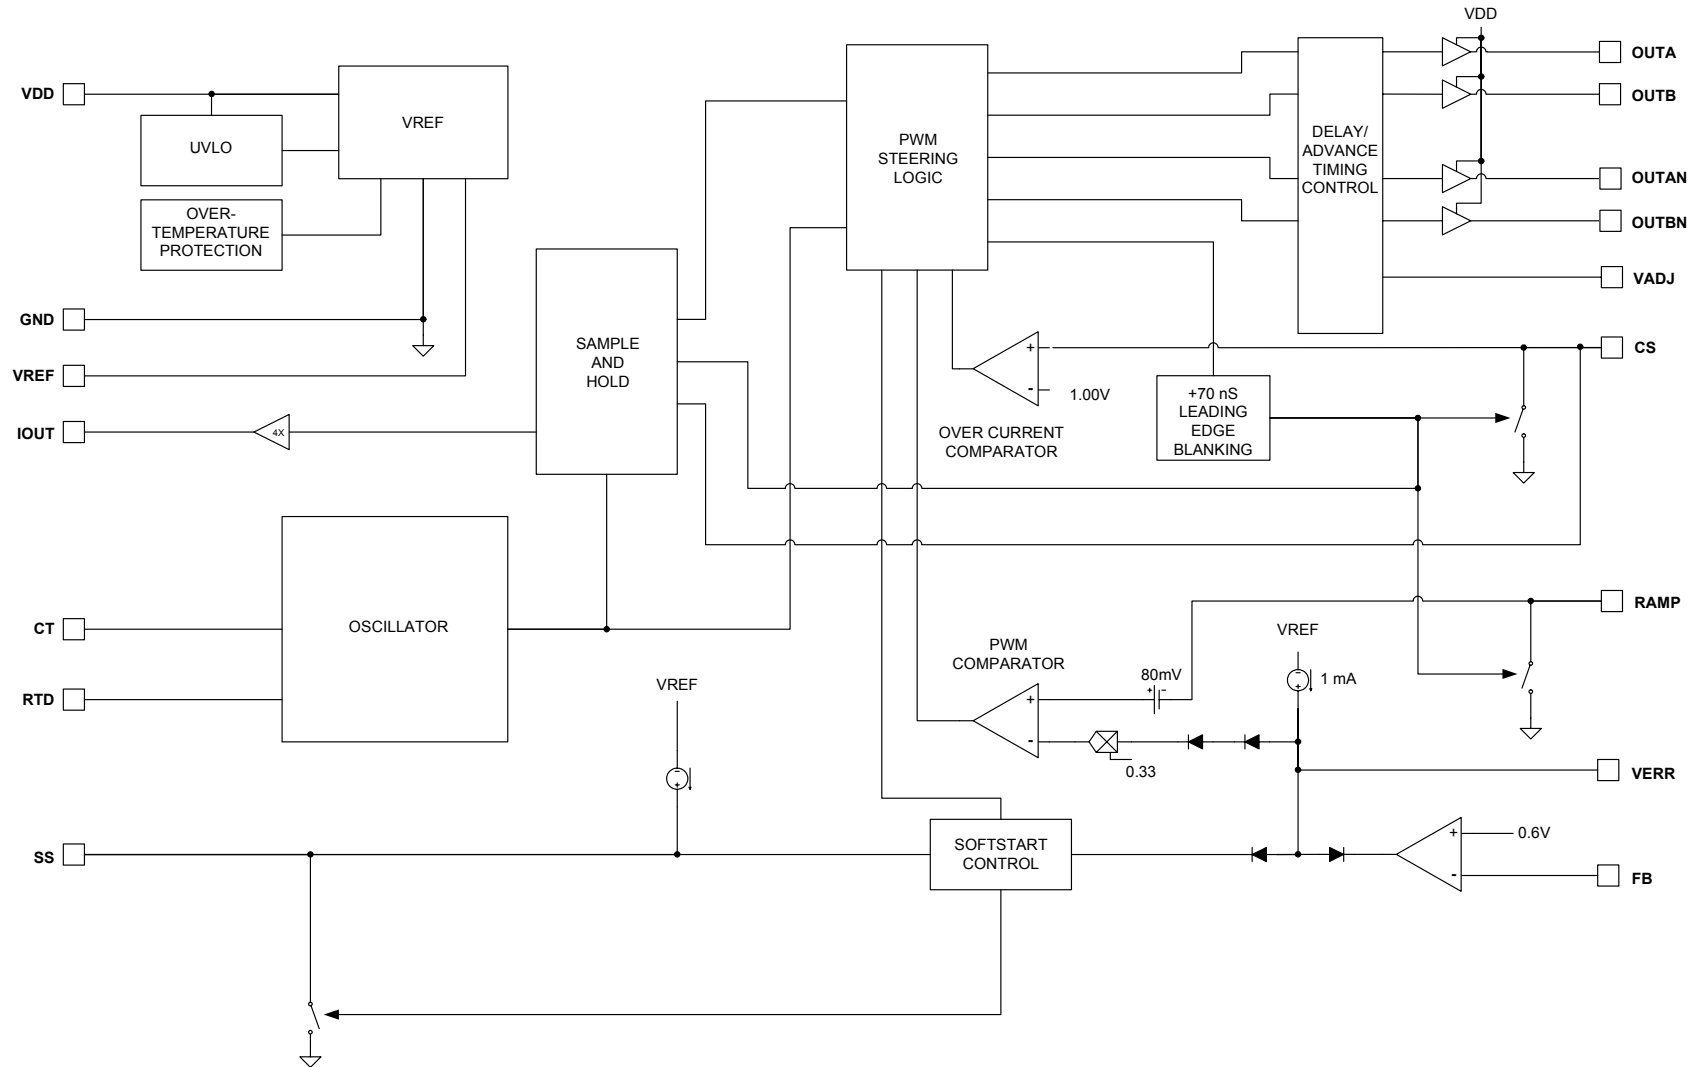 VDD
OUTA
VDD
VREF
PWM
STEERING
LOGIC
DELAY/
ADVANCE
TIMING
CONTROL
OUTB
UVLO
OUTAN
OVER-
TEMPERATURE
PROTECTION
OUTBN
VADJ
GND
SAMPLE
AND
HOLD
+
-
1.00V
CS
VREF
+70 nS
LEADING
EDGE
BLANKING
IOUT
4X
OVER CURRENT
COMPARATOR
CT
OSCILLATOR
RAMP
VREF
PWM
COMPARATOR
80mV
+
-
1 mA
-
+
RTD
VREF
+
-
0.33
VERR
-
+
SS
SOFTSTART
CONTROL
+
-
0.6V
FB